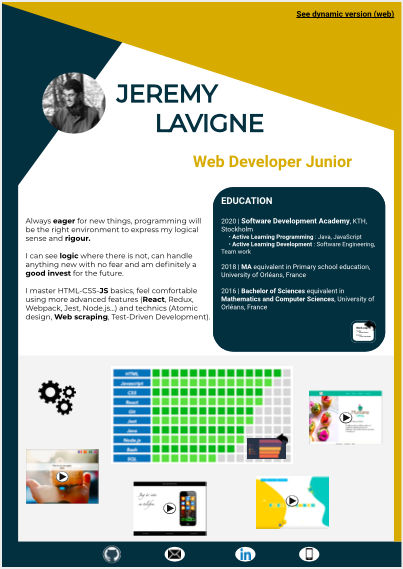 See dynamic version (web)
JEREMY
LAVIGNE
Web Developer Junior
EDUCATION
2020 | Software Development Academy, KTH,
Stockholm
• Active Learning Programming : Java, JavaScript
• Active Learning Development : Software Engineering,
Team work
2018 | MA equivalent in Primary school education,
University of Orléans, France
2016 | Bachelor of Sciences equivalent in
Mathematics and Computer Sciences, University of
Orléans, France
Always eager for new things, programming will
be the right environment to express my logical
sense and rigour.
I can see logic where there is not, can handle
anything new with no fear and am definitely a
good invest for the future.
I master HTML-CSS-JS basics, feel comfortable
using more advanced features (React, Redux,
Webpack, Jest, Node.js...) and technics (Atomic
design, Web scraping, Test-Driven Development).
HTML
Javascript
CSS
React
Git
Jest
Java
Node.js
Bash
SQL
in